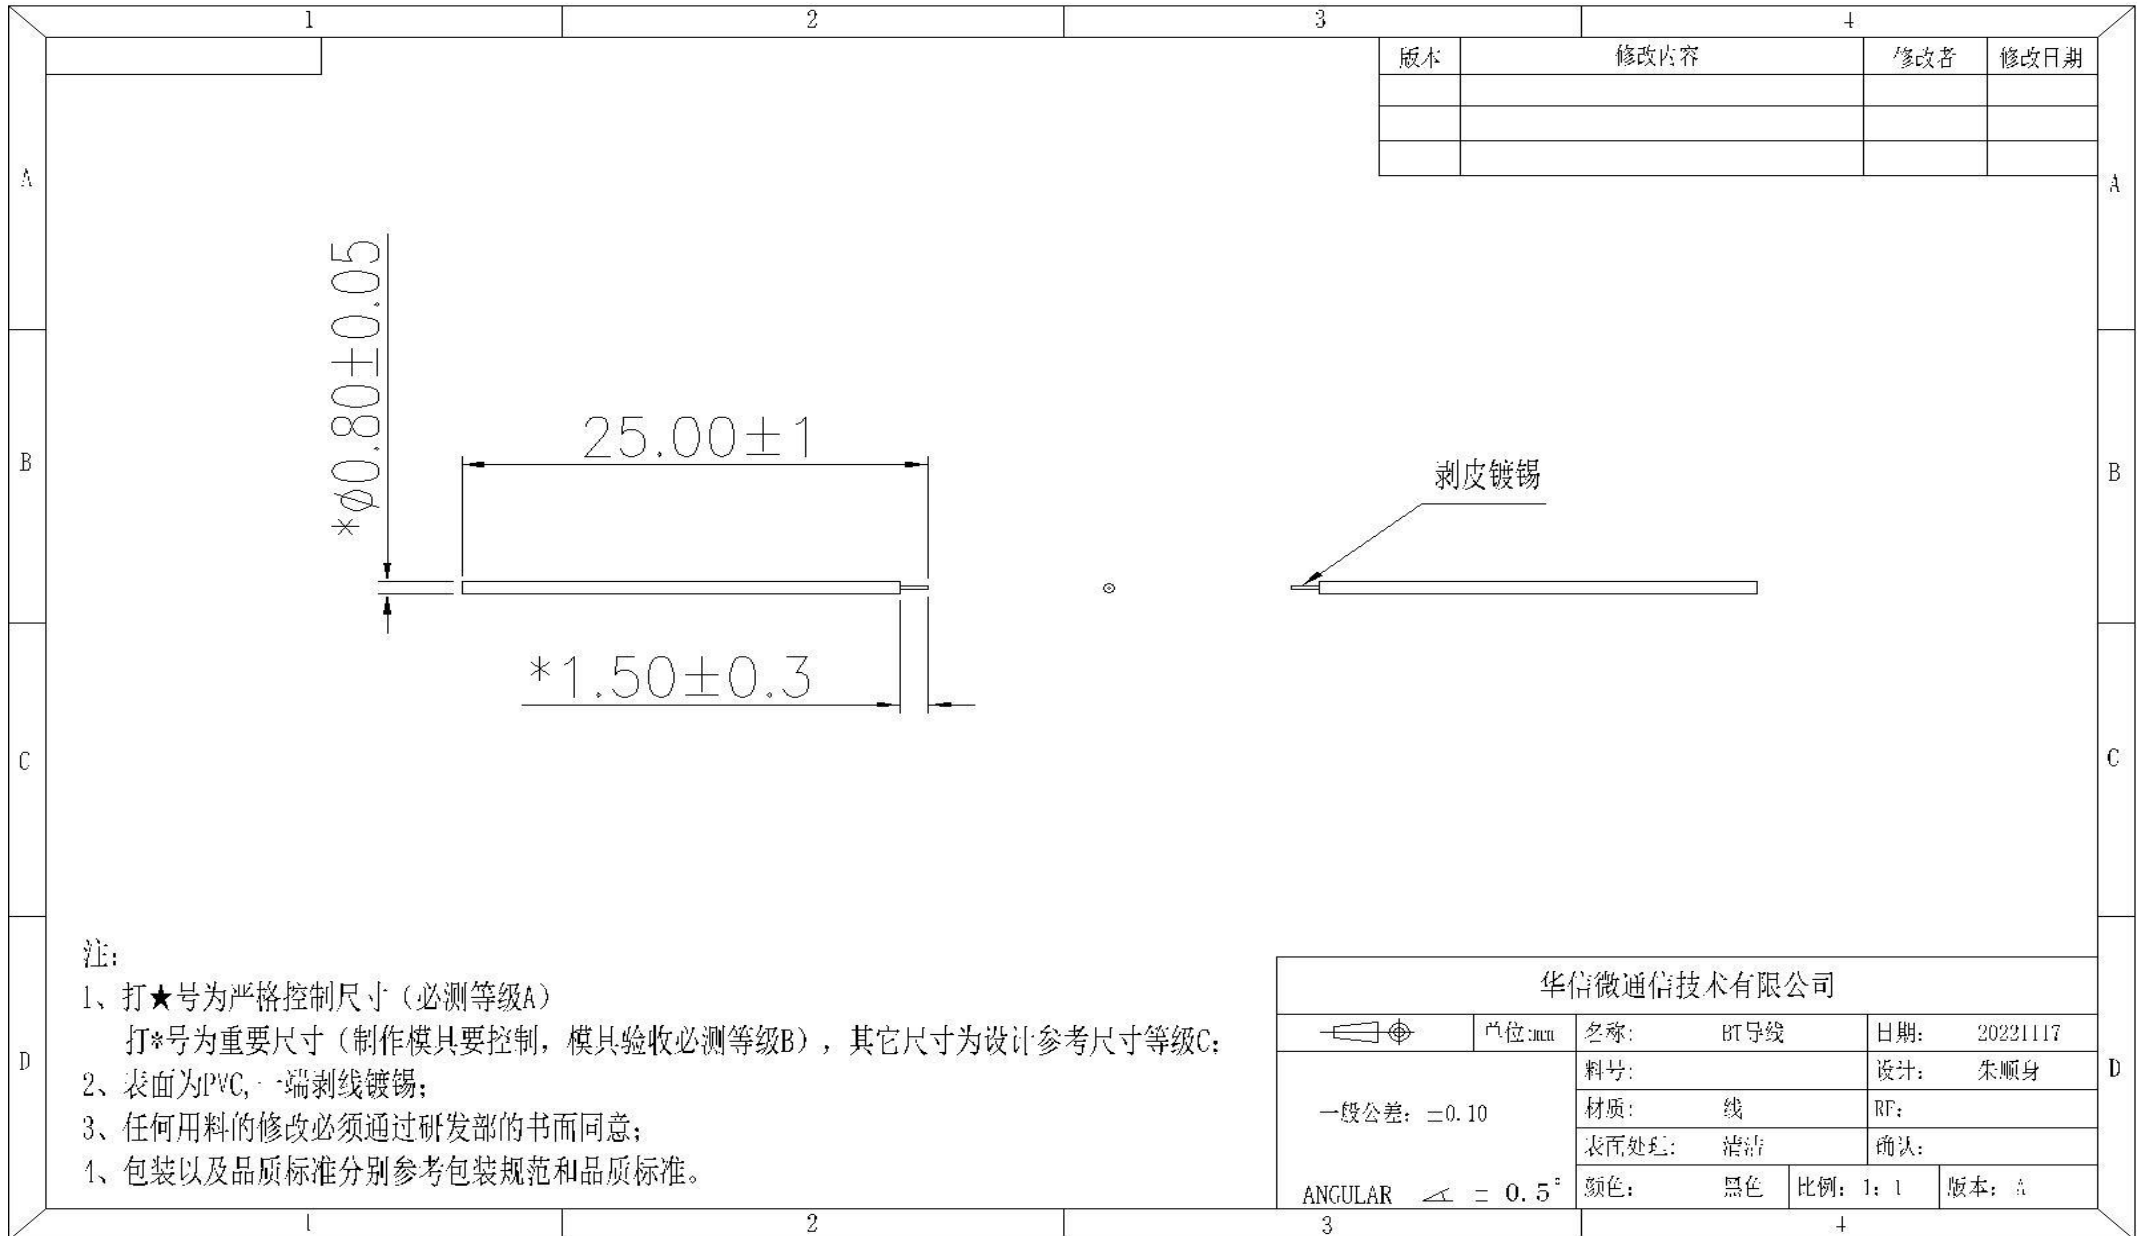 1 2 3 4
版本 修改内容 修改者 修改日期
A A
*⌀0.80±0.05
25.00±1
剥皮镀锡
B B
*1.50±0.3
C C
注:
1、打★号为严格控制尺寸（必测等级A）
打*号为重要尺寸（制作模具要控制，模具验收必测等级B），其它尺寸为设计参考尺寸等级C;
2、表面为PVC,一端剥线镀锡;
3、任何用料的修改必须通过研发部的书面同意;
4、包装以及品质标准分别参考包装规范和品质标准。
D D
华信微通信技术有限公司
单位:mm 名称: BT导线 日期: 20221117
料号: 设计: 朱顺身
一般公差: ±0.10 材质: 线 RF:
表面处理: 清洁 确认:
ANGULAR ∠ ± 0.5° 颜色: 黑色 比例: 1: 1 版本: A
1 2 3 4